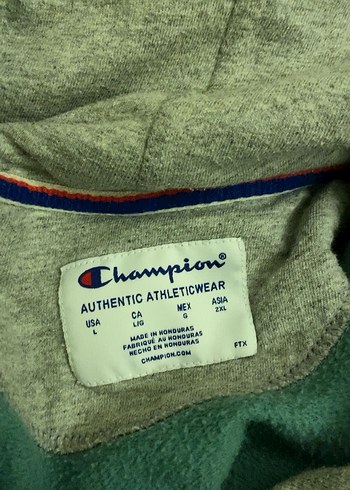 Champion®
AUTHENTIC ATHLETICWEAR
USA CA MEX ASIA
L L/G G 2XL
MADE IN HONDURAS
FABRIQUÉ AU HONDURAS
HECHO EN HONDURAS
CHAMPION.COM FTX